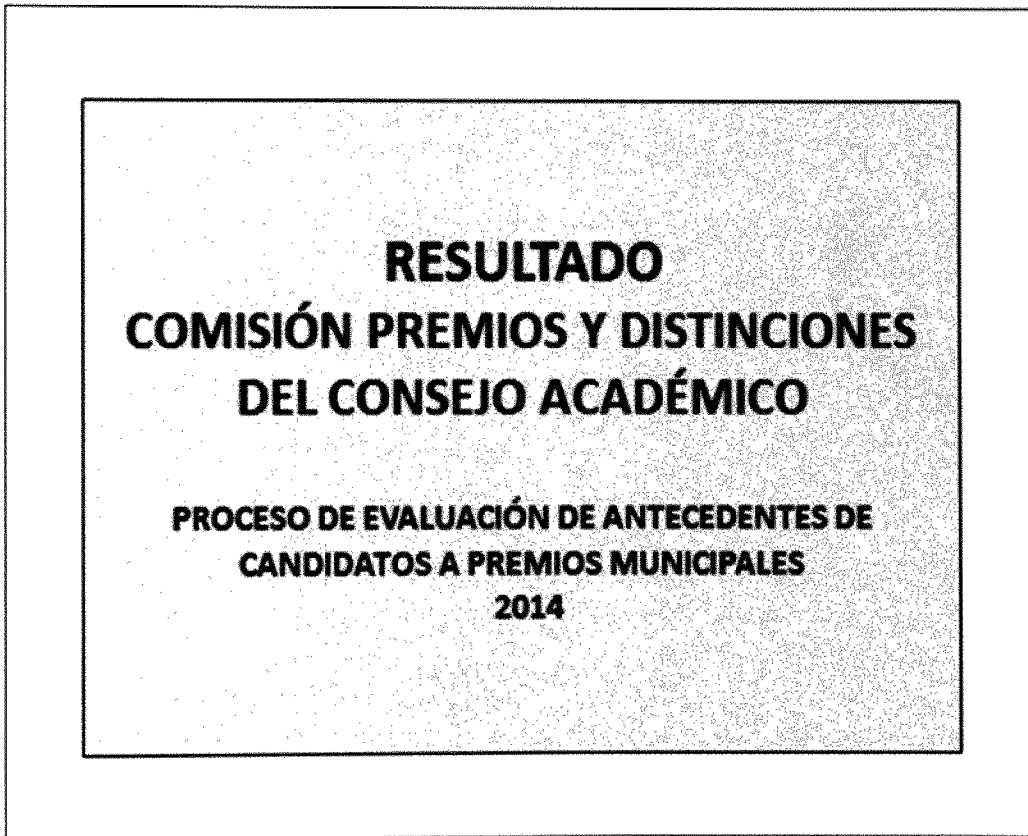 RESULTADO
COMISIÓN PREMIOS Y DISTINCIONES
DEL CONSEJO ACADÉMICO
PROCESO DE EVALUACIÓN DE ANTECEDENTES DE
CANDIDATOS A PREMIOS MUNICIPALES
2014